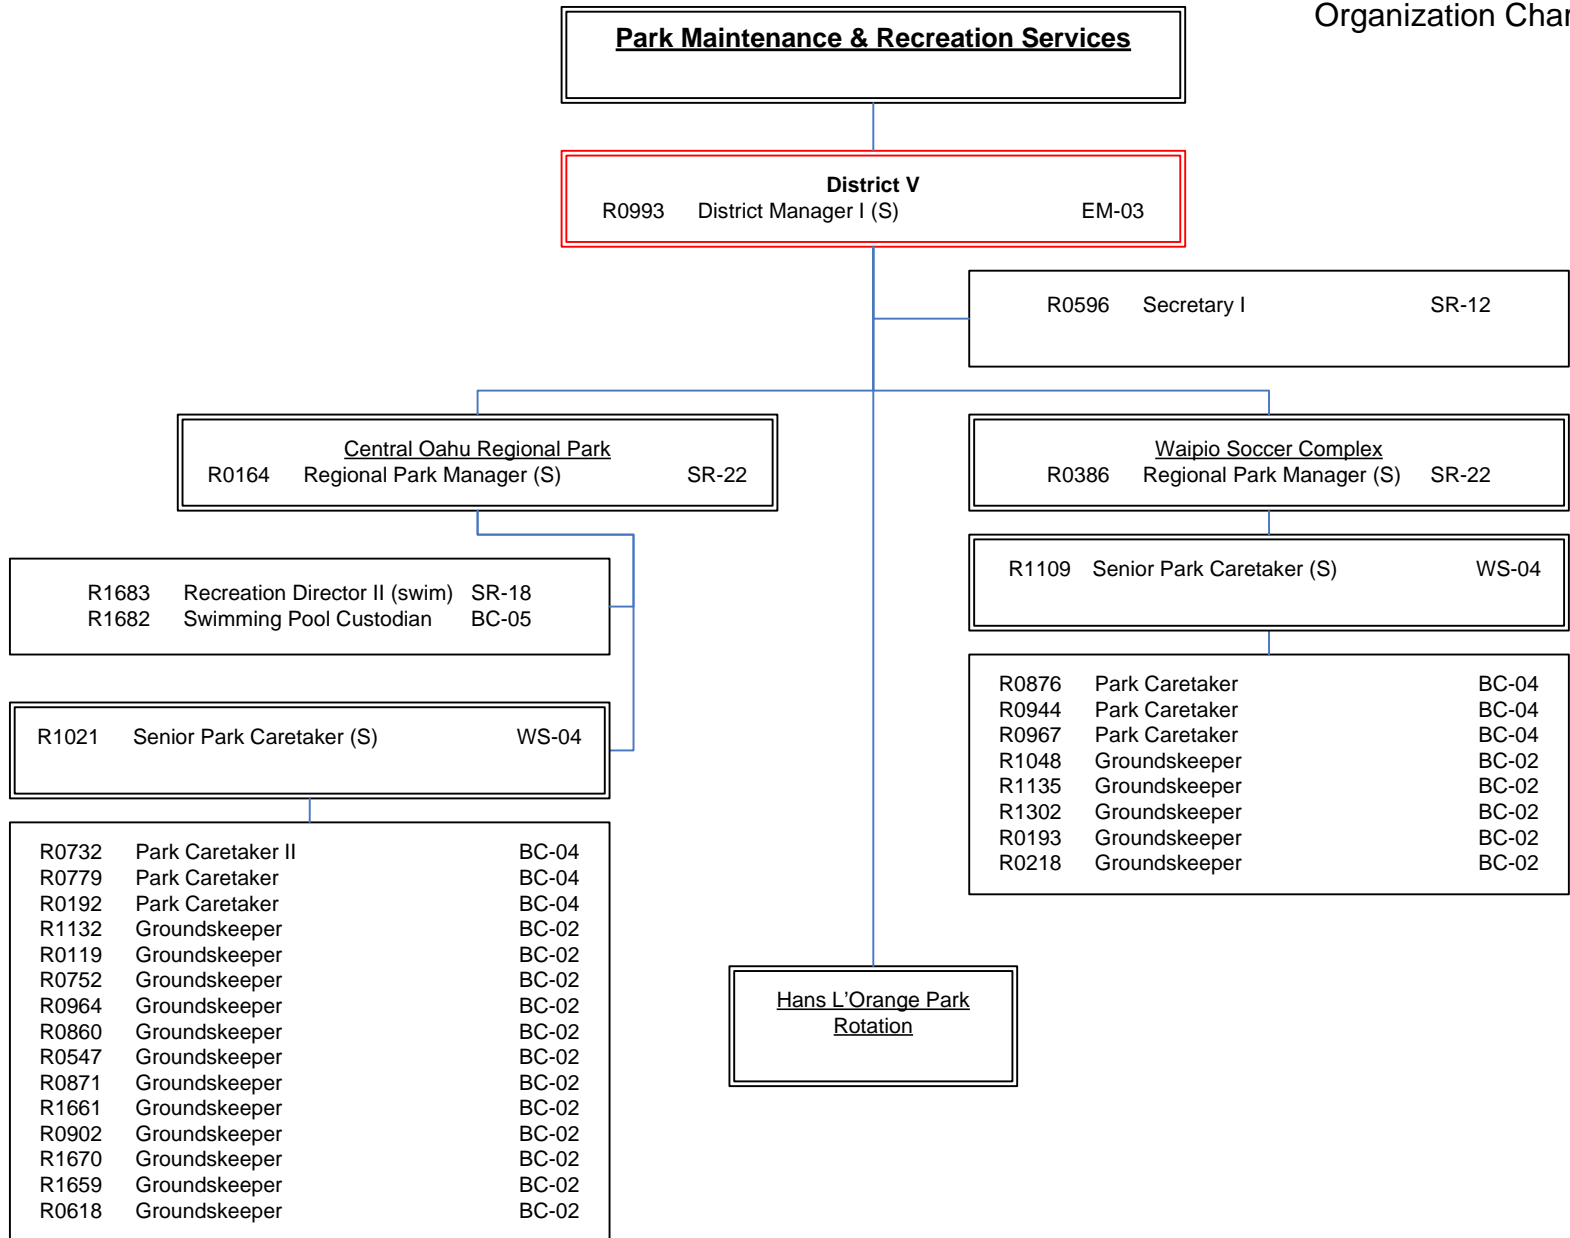 Organization Char
Park Maintenance & Recreation Services
District V
R0993 District Manager I (S) EM-03
R0596 Secretary I SR-12
Central Oahu Regional Park
R0164 Regional Park Manager (S) SR-22
Waipio Soccer Complex
R0386 Regional Park Manager (S) SR-22
R1683 Recreation Director II (swim) SR-18
R1682 Swimming Pool Custodian BC-05
R1109 Senior Park Caretaker (S) WS-04
R1021 Senior Park Caretaker (S) WS-04
R0876 Park Caretaker BC-04
R0944 Park Caretaker BC-04
R0967 Park Caretaker BC-04
R1048 Groundskeeper BC-02
R1135 Groundskeeper BC-02
R1302 Groundskeeper BC-02
R0193 Groundskeeper BC-02
R0218 Groundskeeper BC-02
R0732 Park Caretaker II BC-04
R0779 Park Caretaker BC-04
R0192 Park Caretaker BC-04
R1132 Groundskeeper BC-02
R0119 Groundskeeper BC-02
R0752 Groundskeeper BC-02
R0964 Groundskeeper BC-02
R0860 Groundskeeper BC-02
R0547 Groundskeeper BC-02
R0871 Groundskeeper BC-02
R1661 Groundskeeper BC-02
R0902 Groundskeeper BC-02
R1670 Groundskeeper BC-02
R1659 Groundskeeper BC-02
R0618 Groundskeeper BC-02
Hans L’Orange Park
Rotation